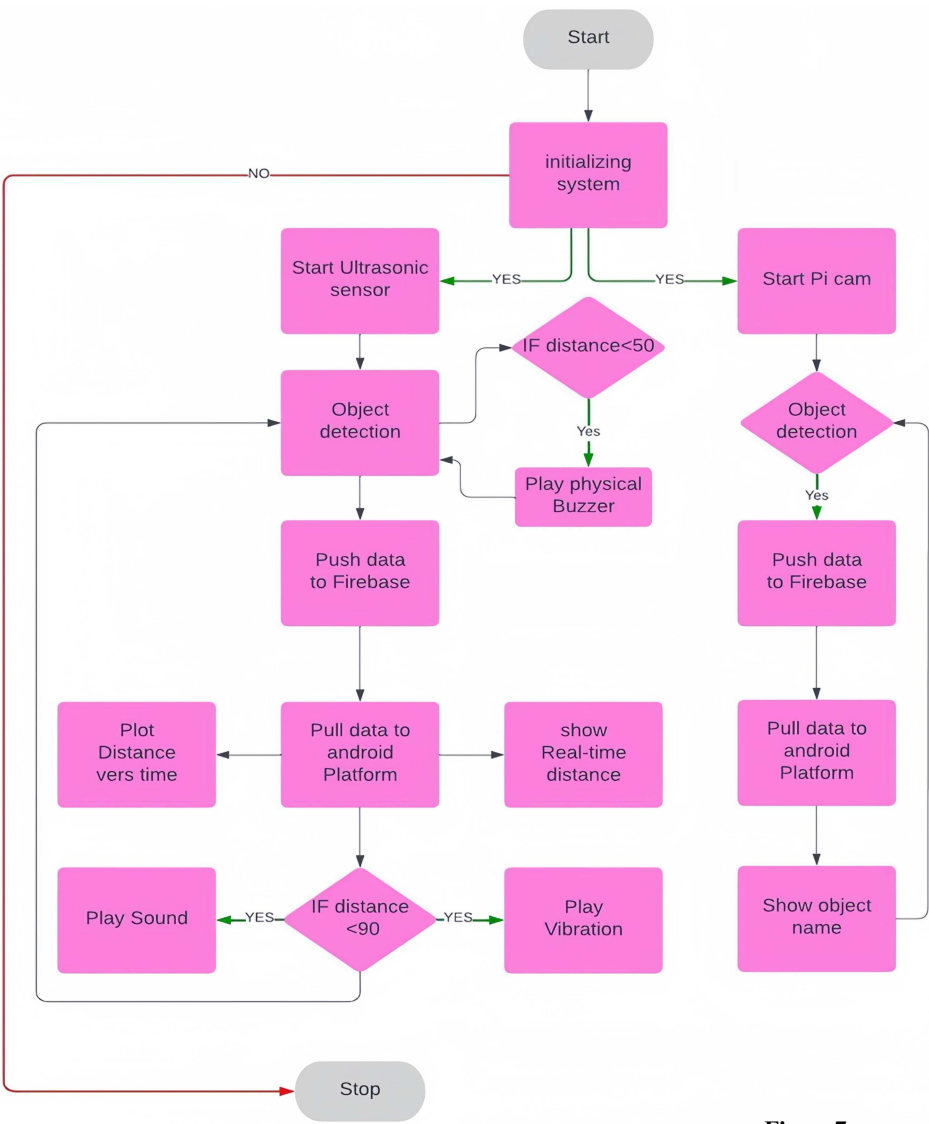 Start
initializing
system
NO
YES
YES
Start Ultrasonic
sensor
Start Pi cam
IF distance<50
Object
detection
Object
detection
Yes
Play physical
Buzzer
Yes
Push data
to Firebase
Push data
to Firebase
Plot
Distance
vers time
Pull data to
android
Platform
show
Real-time
distance
Pull data to
android
Platform
Play Sound
YES
IF distance
<90
YES
Play
Vibration
Show object
name
Stop